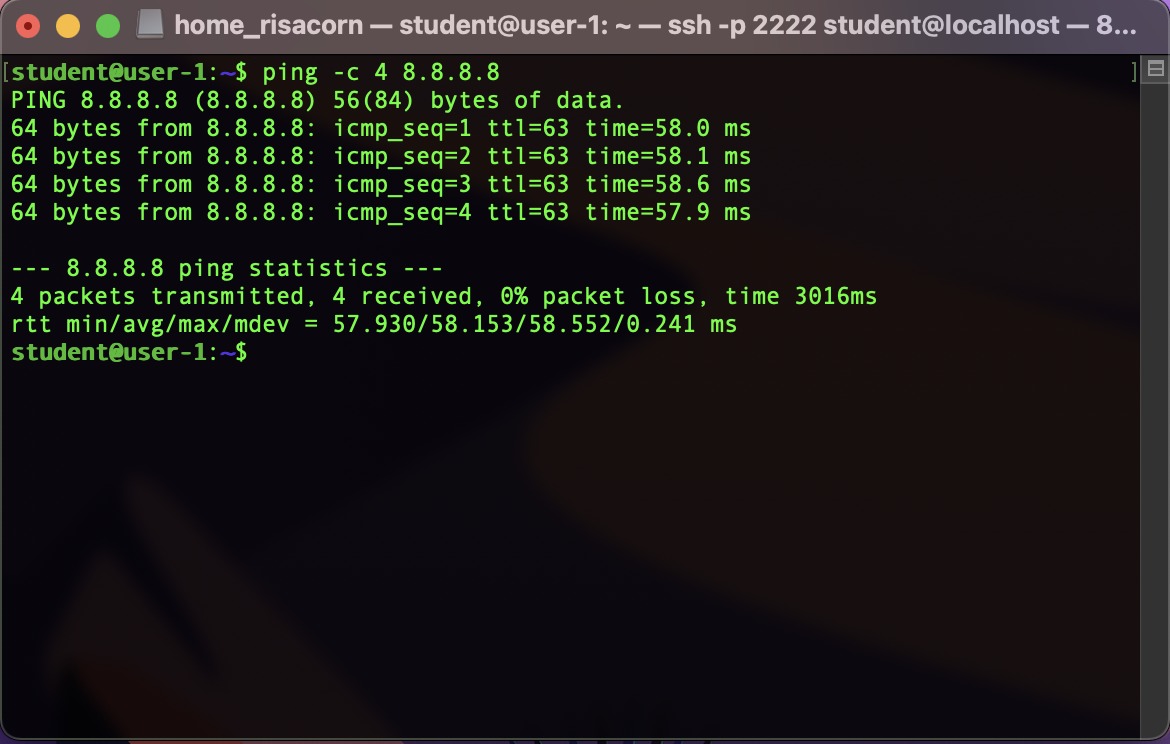 home_risacorn — student@user-1: ~ — ssh -p 2222 student@localhost — 8...
[student@user-1:~$ ping -c 4 8.8.8.8 ]
PING 8.8.8.8 (8.8.8.8) 56(84) bytes of data.
64 bytes from 8.8.8.8: icmp_seq=1 ttl=63 time=58.0 ms
64 bytes from 8.8.8.8: icmp_seq=2 ttl=63 time=58.1 ms
64 bytes from 8.8.8.8: icmp_seq=3 ttl=63 time=58.6 ms
64 bytes from 8.8.8.8: icmp_seq=4 ttl=63 time=57.9 ms
--- 8.8.8.8 ping statistics ---
4 packets transmitted, 4 received, 0% packet loss, time 3016ms
rtt min/avg/max/mdev = 57.930/58.153/58.552/0.241 ms
student@user-1:~$